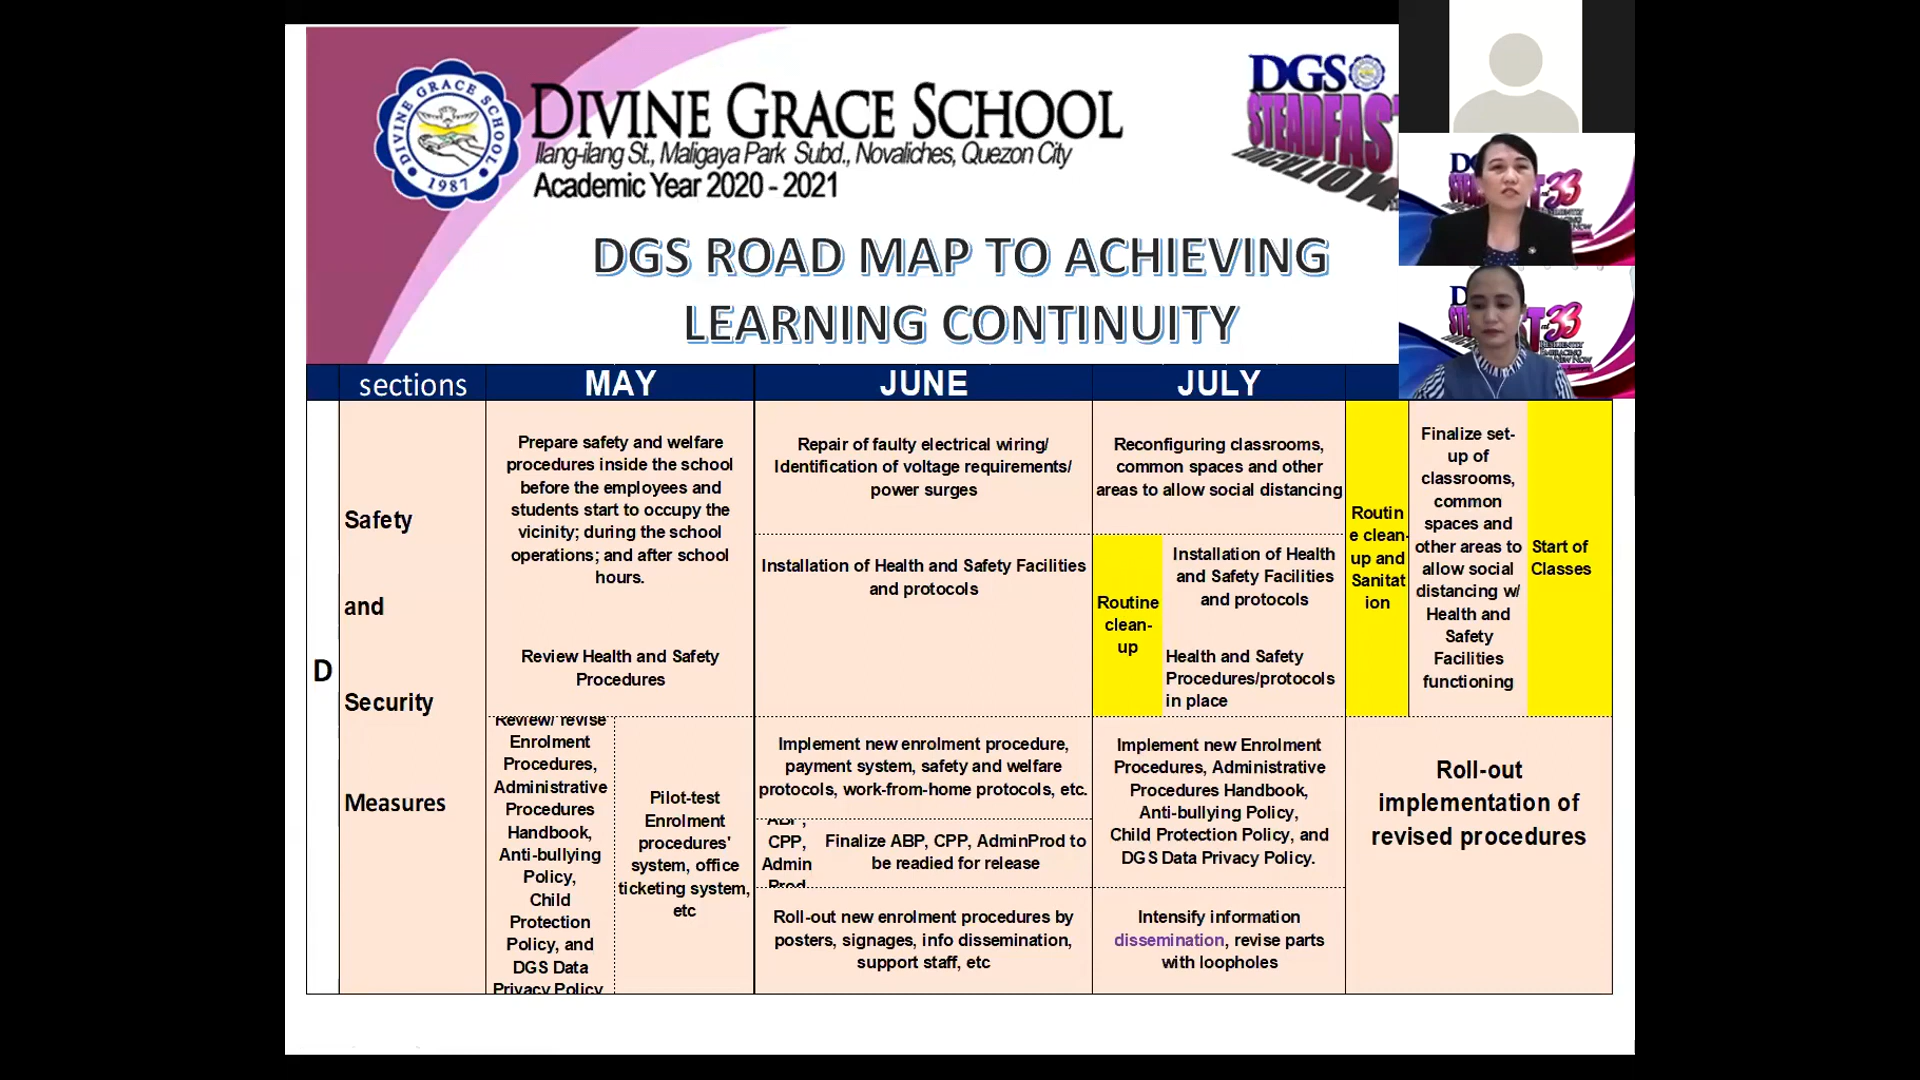 DIVINE GRACE SCHOOL
Ilang-ilang St., Maligaya Park Subd., Novaliches, Quezon City
Academic Year 2020 - 2021
DIVINE GRACE SCHOOL
1987
DGS
DGS ROAD MAP TO ACHIEVING
LEARNING CONTINUITY
sections
MAY
JUNE
JULY
D
Safety
and
Security
Measures
Prepare safety and welfare
procedures inside the school
before the employees and
students start to occupy the
vicinity; during the school
operations; and after school
hours.
Review Health and Safety
Procedures
Repair of faulty electrical wiring/
Identification of voltage requirements/
power surges
Installation of Health and Safety Facilities
and protocols
Reconfiguring classrooms,
common spaces and other
areas to allow social distancing
Routine
clean-
up
Installation of Health
and Safety Facilities
and protocols
Health and Safety
Procedures/protocols
in place
Routin
e clean-
up and
Sanitat
ion
Finalize set-
up of
classrooms,
common
spaces and
other areas to
allow social
distancing w/
Health and
Safety
Facilities
functioning
Start of
Classes
Review/ revise
Enrolment
Procedures,
Administrative
Procedures
Handbook,
Anti-bullying
Policy,
Child
Protection
Policy, and
DGS Data
Privacy Policy
Pilot-test
Enrolment
procedures'
system, office
ticketing system,
etc
Implement new enrolment procedure,
payment system, safety and welfare
protocols, work-from-home protocols, etc.
ABP,
CPP,
Admin
Prod
Finalize ABP, CPP, AdminProd to
be readied for release
Roll-out new enrolment procedures by
posters, signages, info dissemination,
support staff, etc
Implement new Enrolment
Procedures, Administrative
Procedures Handbook,
Anti-bullying Policy,
Child Protection Policy, and
DGS Data Privacy Policy.
Intensify information
dissemination, revise parts
with loopholes
Roll-out
implementation of
revised procedures